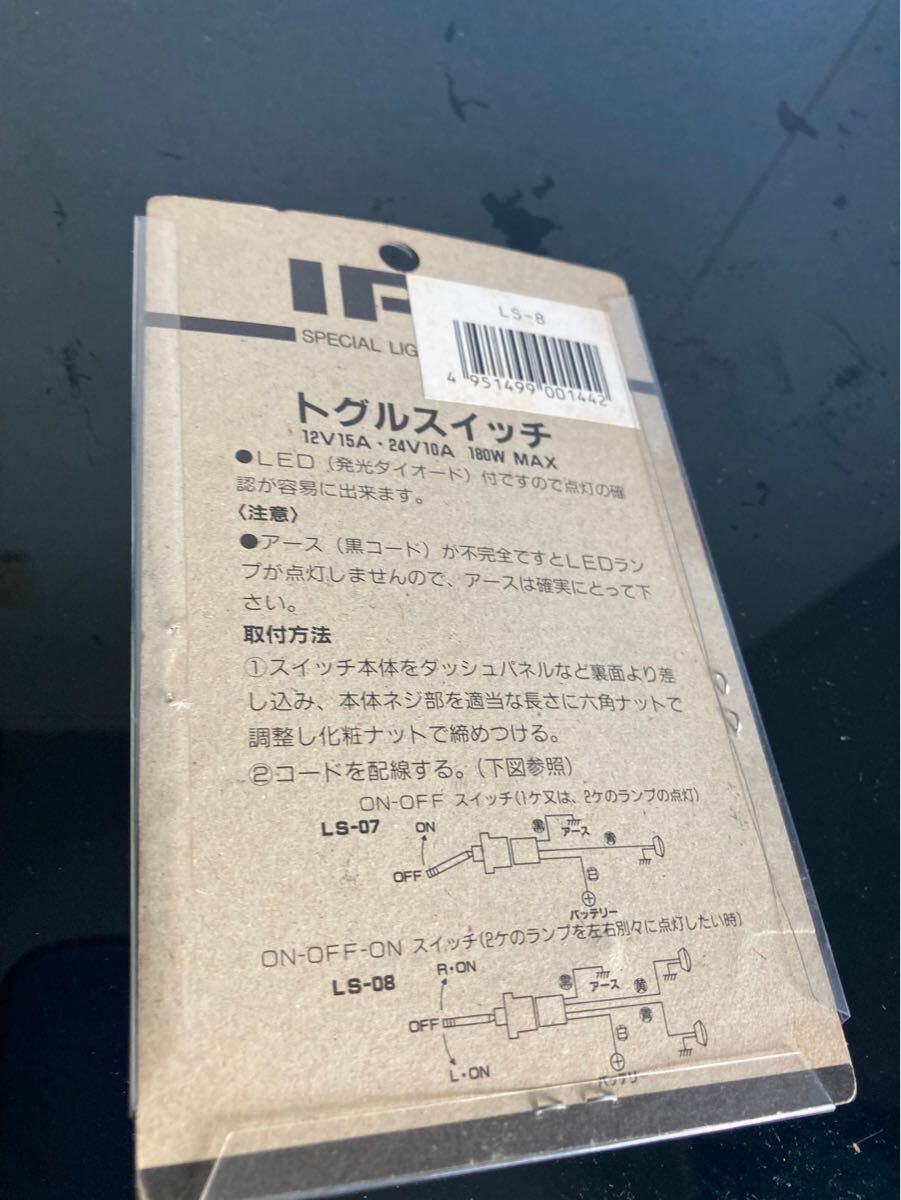 IP
LS-8
SPECIAL LIG
4 951499 001442
トグルスイッチ
12V15A・24V10A 180W MAX
●LED（発光ダイオード）付ですので点灯の確
認が容易に出来ます。
〈注意〉
●アース（黒コード）が不完全ですとLEDラン
プが点灯しませんので、アースは確実にとって下
さい。
取付方法
①スイッチ本体をダッシュパネルなど裏面より差
し込み、本体ネジ部を適当な長さに六角ナットで
調整し化粧ナットで締めつける。
②コードを配線する。（下図参照）
ON-OFF スイッチ(1ケ又は、2ケのランプの点灯)
LS-07
ON
OFF
黒
アース
青
白
バッテリー
ON-OFF-ON スイッチ(2ケのランプを左右別々に点灯したい時)
LS-08
R・ON
OFF
L・ON
黒
アース
黄
青
白
バッテリ